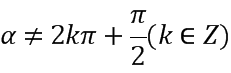 α ≠ 2kπ + π/2 (k ∈ Z)